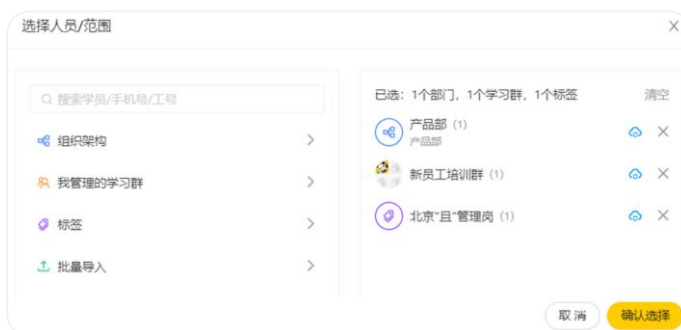 选择人员/范围
搜索学员/手机号/工号
组织架构
我管理的学习群
标签
批量导入
已选：1个部门，1个学习群，1个标签 清空
产品部（1）
产品部
新员工培训群（1）
北京"且"管理岗（1）
取消 确认选择